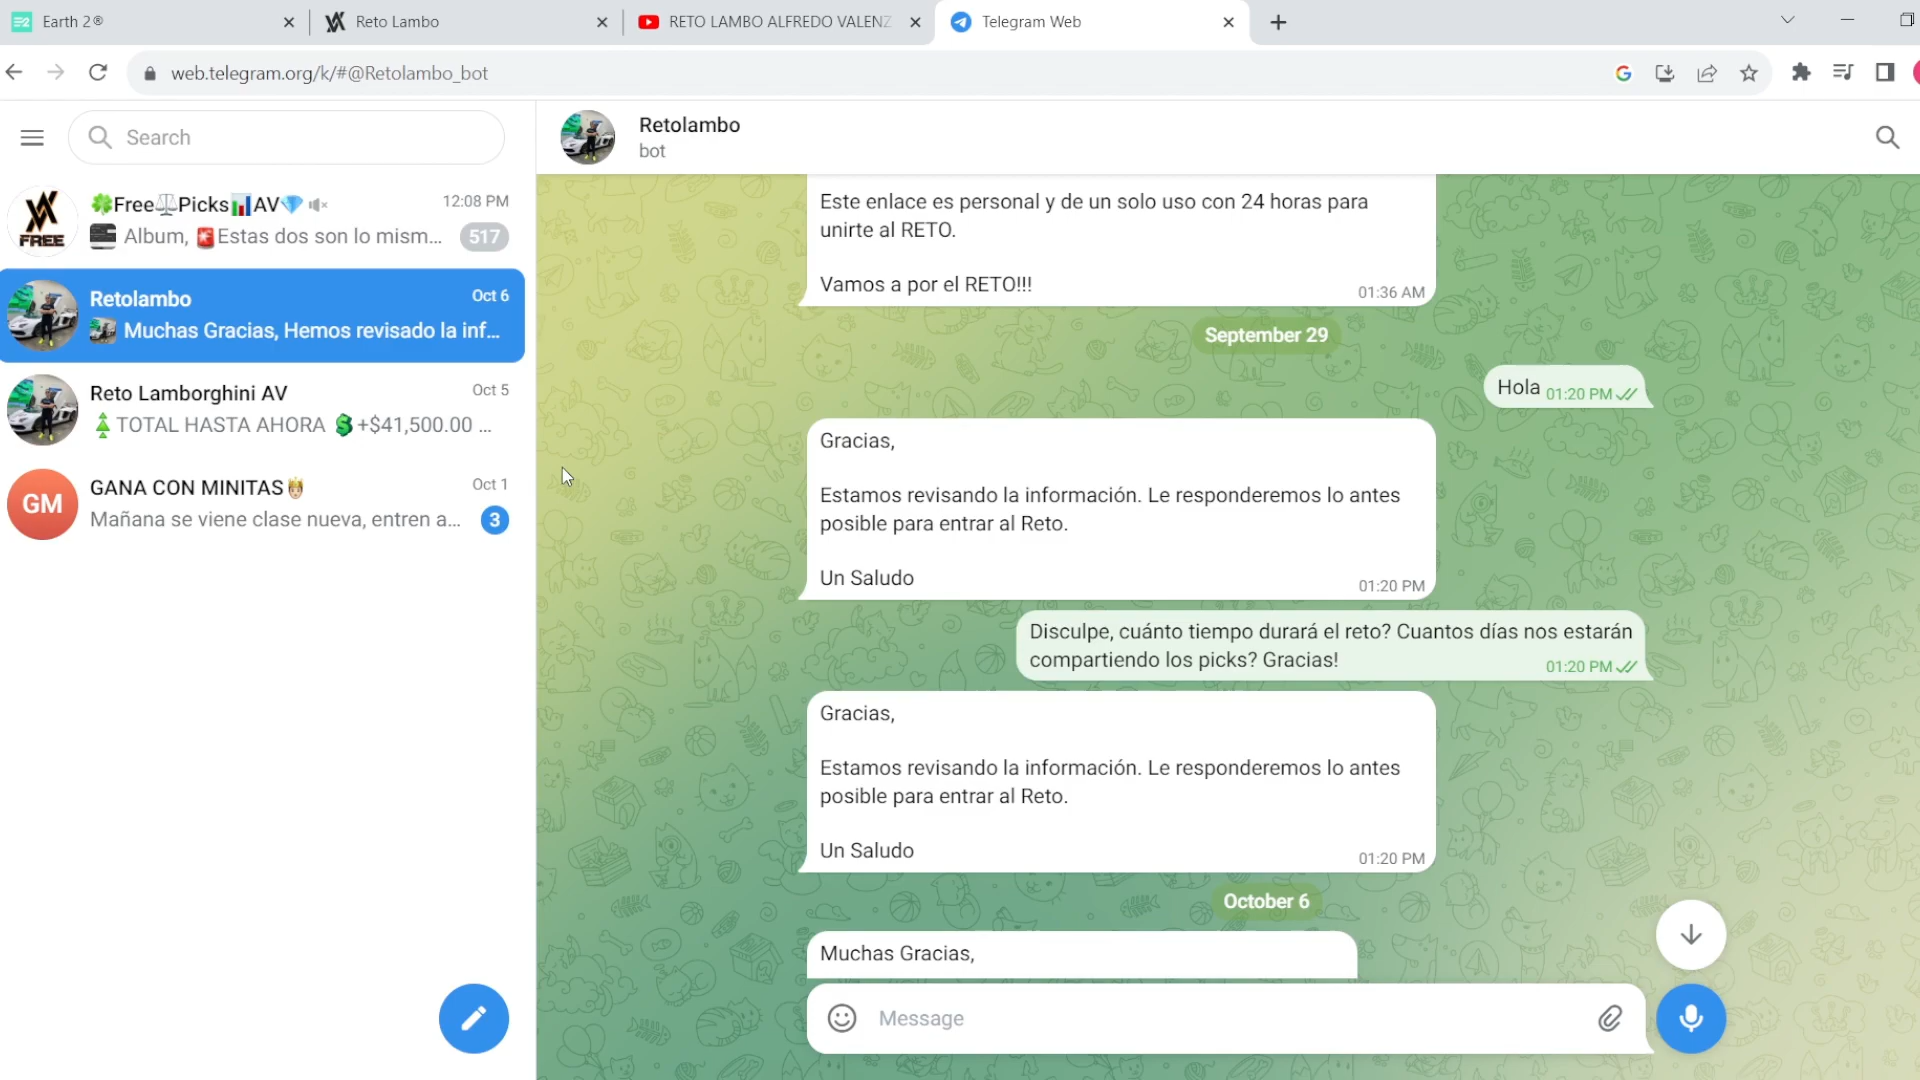 Earth 2®
Reto Lambo
RETO LAMBO ALFREDO VALENZ
Telegram Web
web.telegram.org/k/#@Retolambo_bot
Search
Retolambo
bot
🍀Free⚖️Picks📊AV💎
12:08 PM
Album, 🚨Estas dos son lo mism...
517
FREE
Retolambo
Oct 6
Muchas Gracias, Hemos revisado la inf...
Reto Lamborghini AV
Oct 5
🌲TOTAL HASTA AHORA 💲+$41,500.00 ...
GM
GANA CON MINITAS🤴🏼
Oct 1
Mañana se viene clase nueva, entren a...
3
Este enlace es personal y de un solo uso con 24 horas para
unirte al RETO.
Vamos a por el RETO!!!
01:36 AM
September 29
Hola 01:20 PM
Gracias,
Estamos revisando la información. Le responderemos lo antes
posible para entrar al Reto.
Un Saludo
01:20 PM
Disculpe, cuánto tiempo durará el reto? Cuantos días nos estarán
compartiendo los picks? Gracias!
01:20 PM
Gracias,
Estamos revisando la información. Le responderemos lo antes
posible para entrar al Reto.
Un Saludo
01:20 PM
October 6
Muchas Gracias,
Message